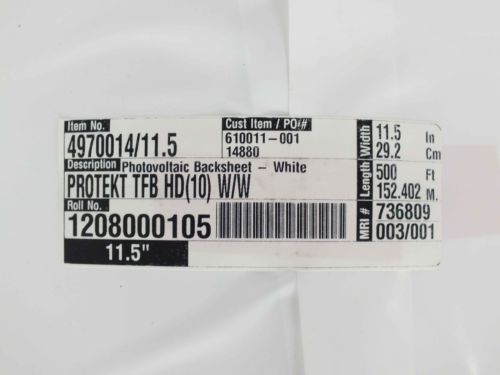 Item No.
4970014/11.5
Cust Item / PO#
610011-001
14880
Description Photovoltaic Backsheet - White
PROTEKT TFB HD(10) W/W
Roll No.
1208000105
11.5"
Width
11.5 In
29.2 Cm
Length
500 Ft
152.402 M.
MRI #
736809
003/001